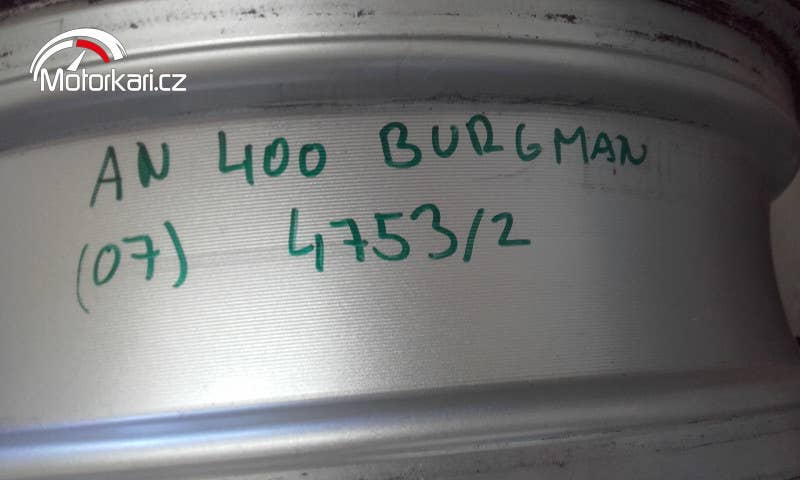 Motorkari.cz
AN 400 BURGMAN
(07) 4753/2